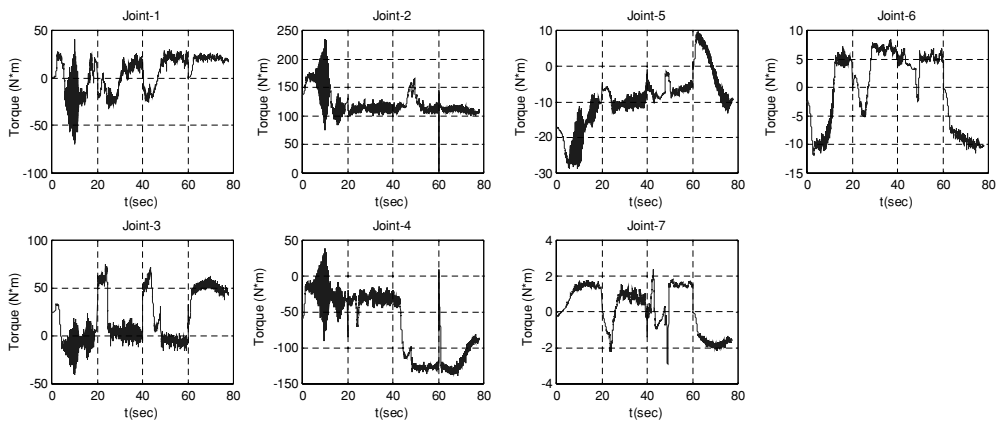 Joint-1
Torque (N*m)
50
0
-50
-100
0 20 40 60 80
t(sec)
Joint-2
Torque (N*m)
250
200
150
100
50
0
0 20 40 60 80
t(sec)
Joint-5
Torque (N*m)
10
0
-10
-20
-30
0 20 40 60 80
t(sec)
Joint-6
Torque (N*m)
10
5
0
-5
-10
-15
0 20 40 60 80
t(sec)
Joint-3
Torque (N*m)
100
50
0
-50
0 20 40 60 80
t(sec)
Joint-4
Torque (N*m)
50
0
-50
-100
-150
0 20 40 60 80
t(sec)
Joint-7
Torque (N*m)
4
2
0
-2
-4
0 20 40 60 80
t(sec)